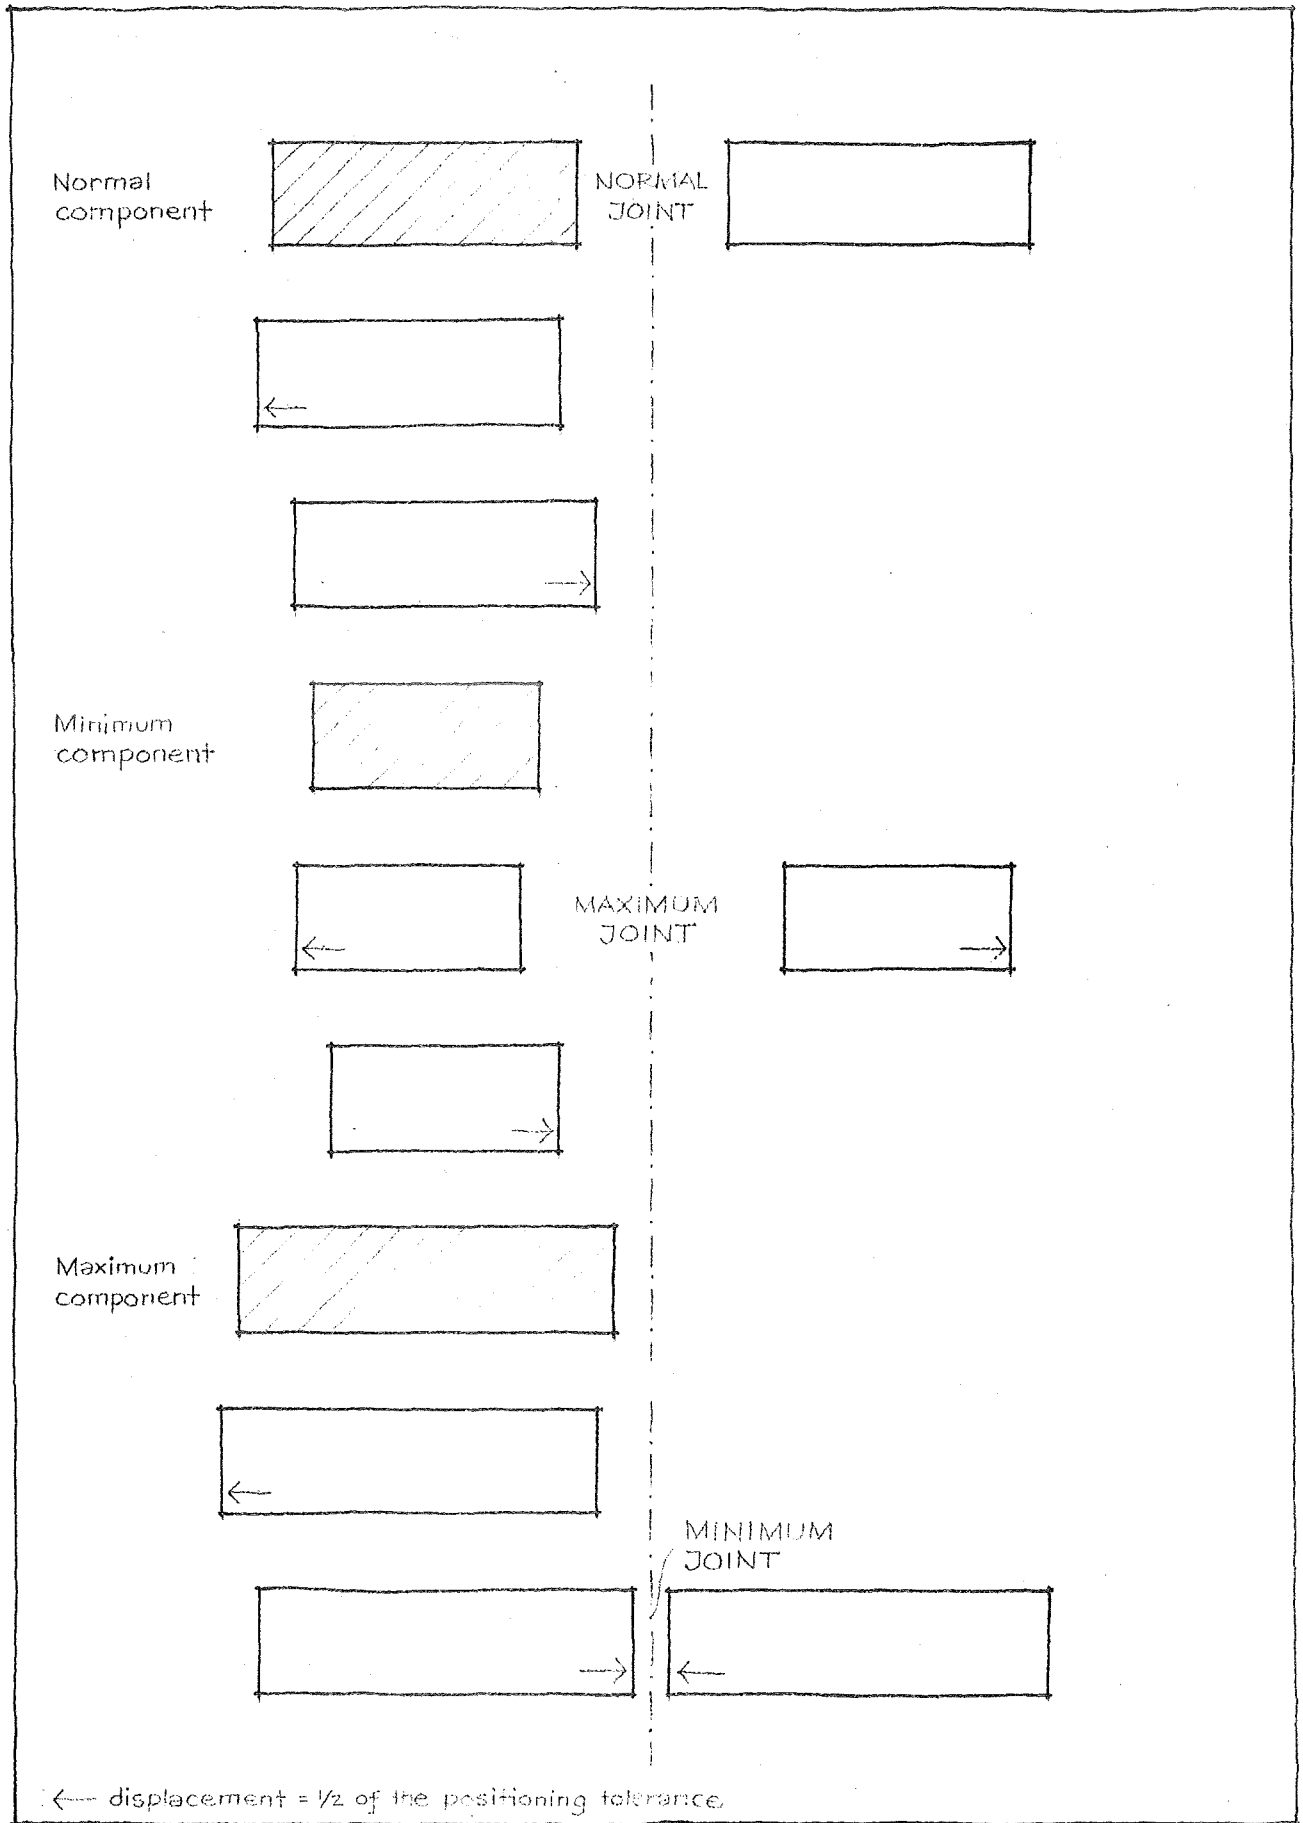 Normal
component
NORMAL
JOINT
Minimum
component
MAXIMUM
JOINT
Maximum
component
MINIMUM
JOINT
← displacement = 1/2 of the positioning tolerance